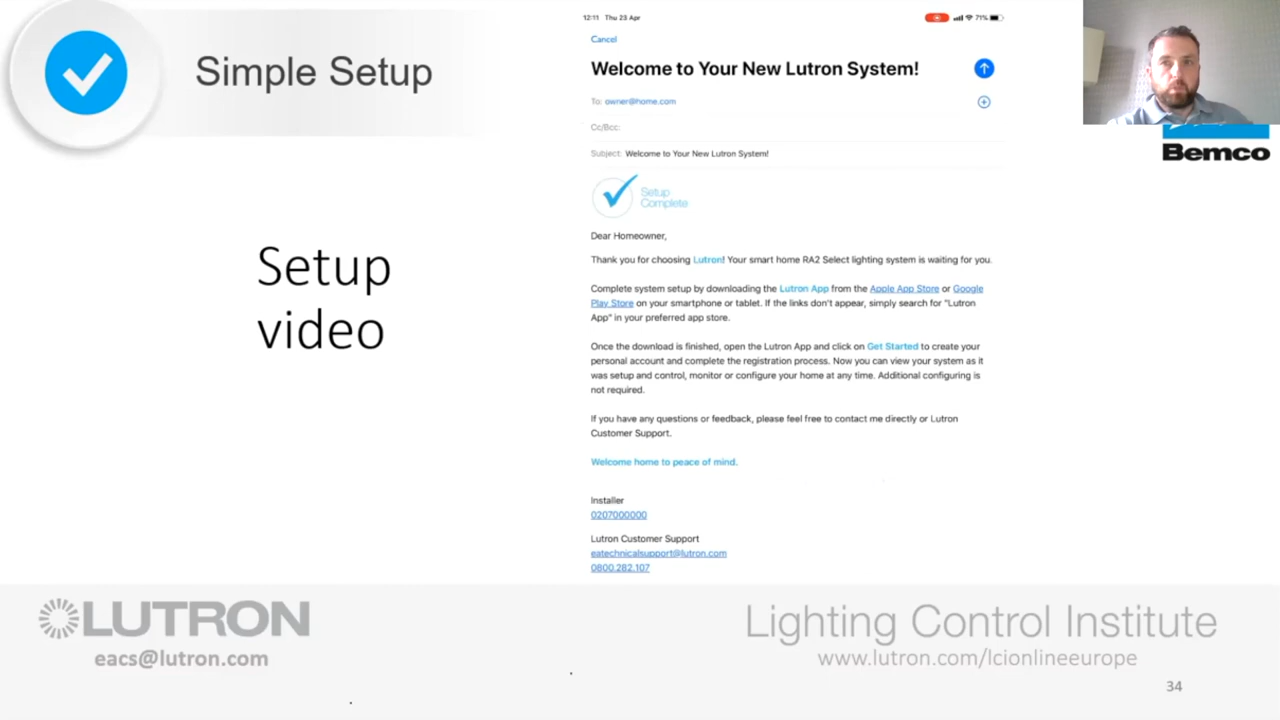 Simple Setup
Setup
video
12:11 Thu 23 Apr
71%
Cancel
Welcome to Your New Lutron System!
To: owner@home.com
Cc/Bcc:
Subject: Welcome to Your New Lutron System!
Setup
Complete
Dear Homeowner,
Thank you for choosing Lutron! Your smart home RA2 Select lighting system is waiting for you.
Complete system setup by downloading the Lutron App from the Apple App Store or Google
Play Store on your smartphone or tablet. If the links don't appear, simply search for "Lutron
App" in your preferred app store.
Once the download is finished, open the Lutron App and click on Get Started to create your
personal account and complete the registration process. Now you can view your system as it
was setup and control, monitor or configure your home at any time. Additional configuring is
not required.
If you have any questions or feedback, please feel free to contact me directly or Lutron
Customer Support.
Welcome home to peace of mind.
Installer
0207000000
Lutron Customer Support
eatechnicalsupport@lutron.com
0800.282.107
Bemco
LUTRON
eacs@lutron.com
Lighting Control Institute
www.lutron.com/lcionlineeurope
34